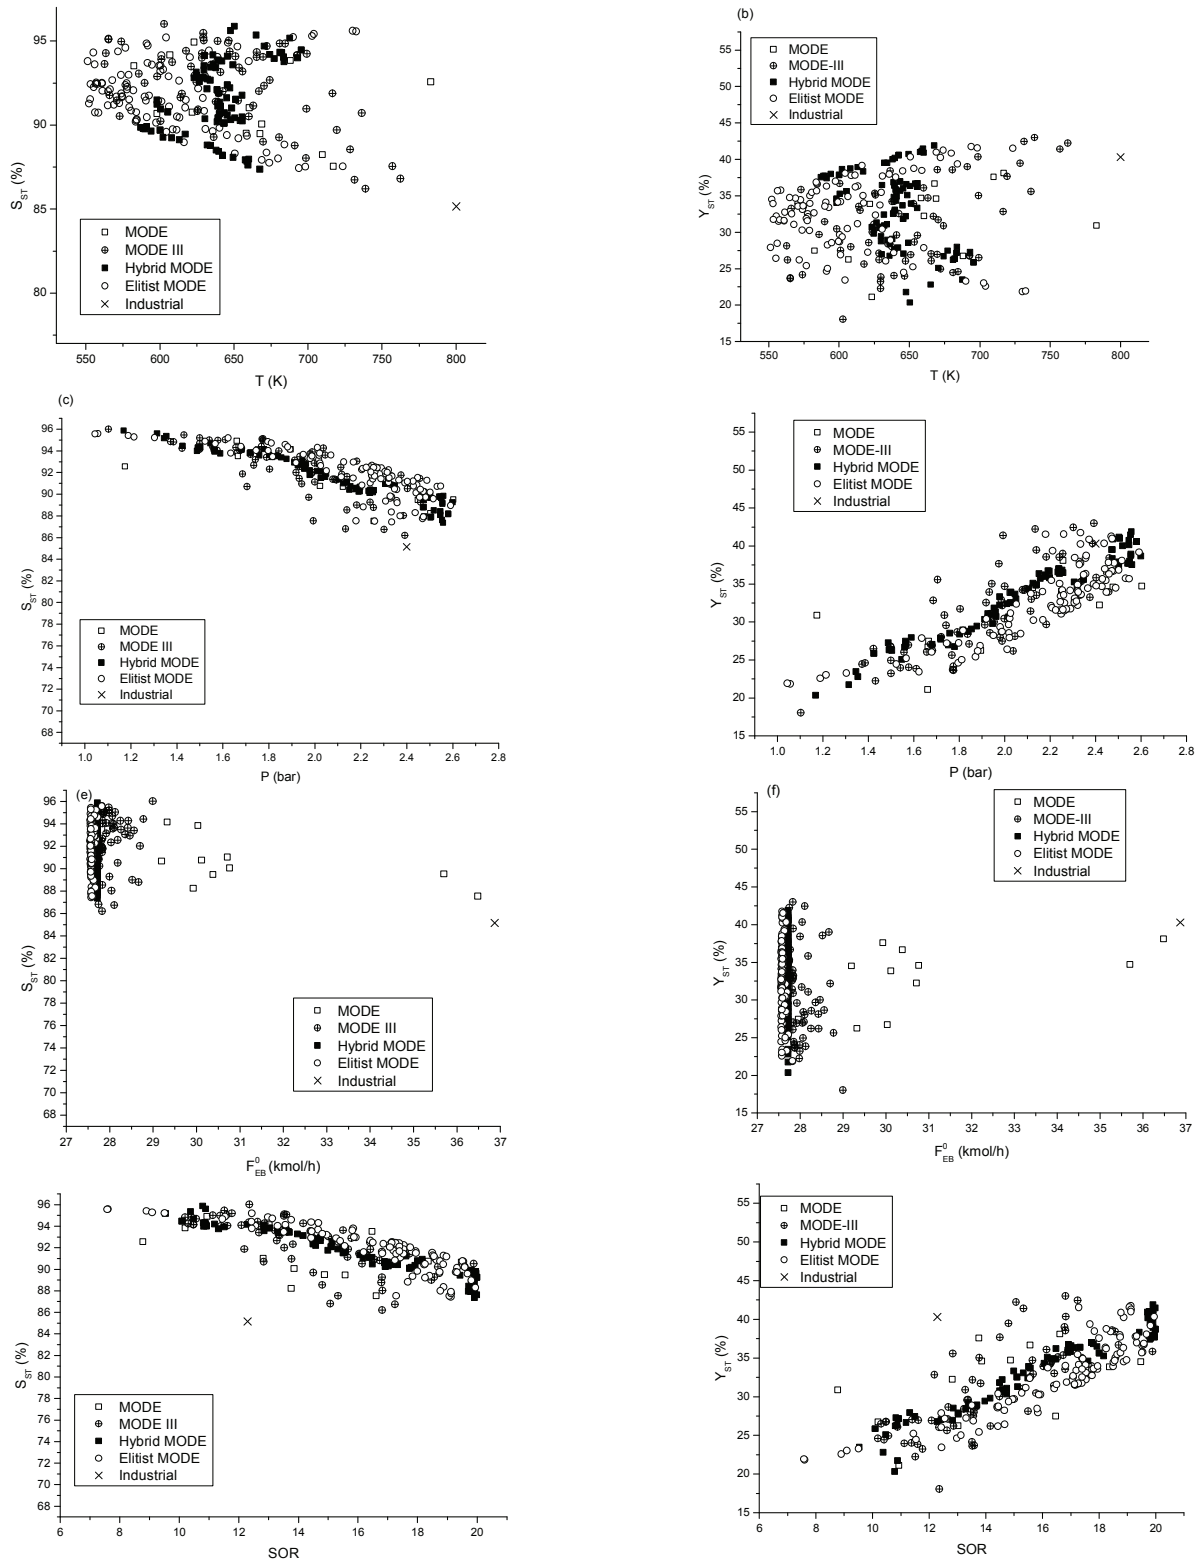 95
90
85
80
S_ST (%)
MODE
MODE III
Hybrid MODE
Elitist MODE
Industrial
550 600 650 700 750 800
T (K)
(b)
55
50
45
40
35
30
25
20
15
Y_ST (%)
MODE
MODE-III
Hybrid MODE
Elitist MODE
Industrial
550 600 650 700 750 800
T (K)
(c)
96
94
92
90
88
86
84
82
80
78
76
74
72
70
68
S_ST (%)
MODE
MODE III
Hybrid MODE
Elitist MODE
Industrial
1.0 1.2 1.4 1.6 1.8 2.0 2.2 2.4 2.6 2.8
P (bar)
55
50
45
40
35
30
25
20
15
Y_ST (%)
MODE
MODE-III
Hybrid MODE
Elitist MODE
Industrial
1.0 1.2 1.4 1.6 1.8 2.0 2.2 2.4 2.6 2.8
P (bar)
(e)
96
94
92
90
88
86
84
82
80
78
76
74
72
70
68
S_ST (%)
MODE
MODE III
Hybrid MODE
Elitist MODE
Industrial
27 28 29 30 31 32 33 34 35 36 37
F⁰_EB (kmol/h)
(f)
55
50
45
40
35
30
25
20
15
Y_ST (%)
MODE
MODE-III
Hybrid MODE
Elitist MODE
Industrial
27 28 29 30 31 32 33 34 35 36 37
F⁰_EB (kmol/h)
96
94
92
90
88
86
84
82
80
78
76
74
72
70
68
S_ST (%)
MODE
MODE III
Hybrid MODE
Elitist MODE
Industrial
6 8 10 12 14 16 18 20
SOR
55
50
45
40
35
30
25
20
15
Y_ST (%)
MODE
MODE-III
Hybrid MODE
Elitist MODE
Industrial
6 8 10 12 14 16 18 20
SOR